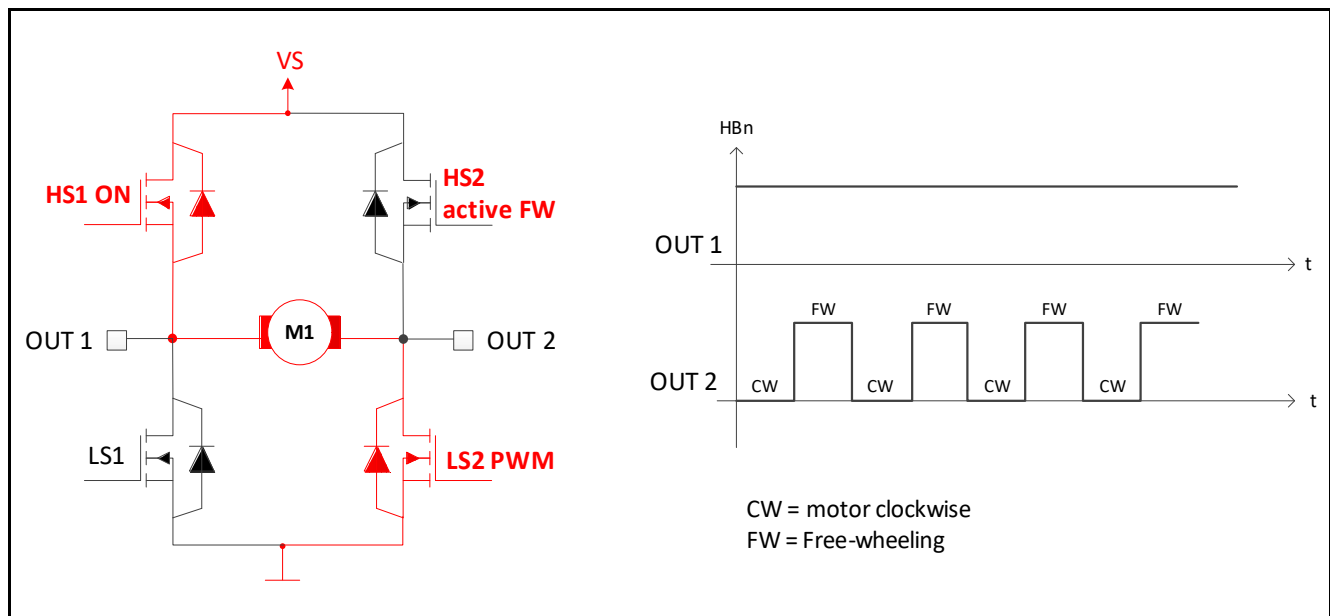 VS
HS1 ON
HS2
active FW
OUT 1
M1
OUT 2
LS1
LS2 PWM
HBn
OUT 1
t
FW FW FW FW
OUT 2
CW CW CW CW
t
CW = motor clockwise
FW = Free-wheeling